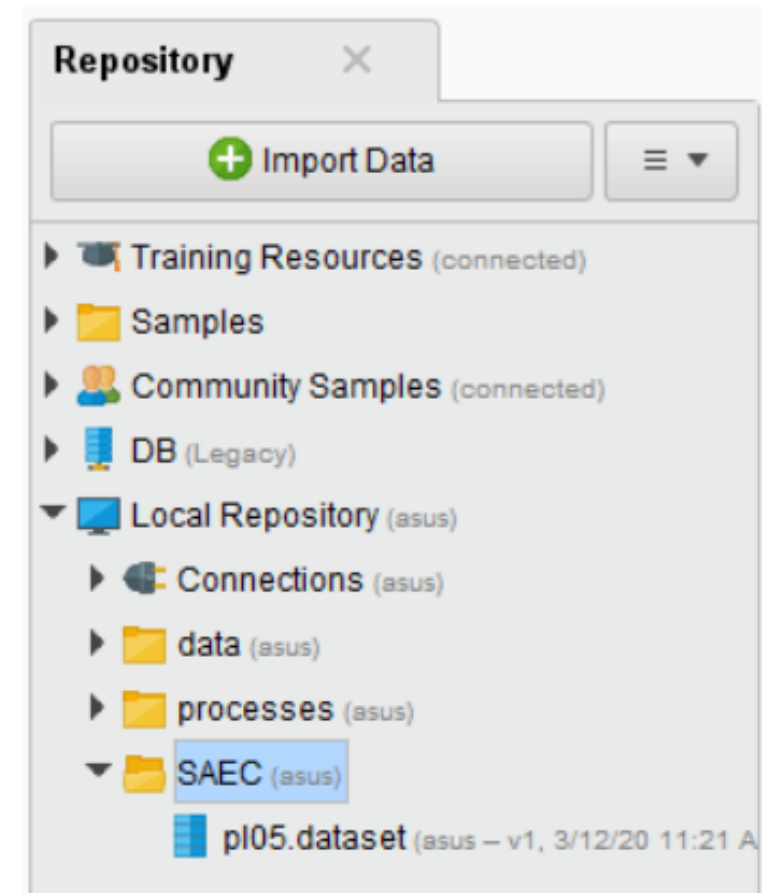 Repository
Import Data
Training Resources (connected)
Samples
Community Samples (connected)
DB (Legacy)
Local Repository (asus)
Connections (asus)
data (asus)
processes (asus)
SAEC (asus)
pl05.dataset (asus – v1, 3/12/20 11:21 A